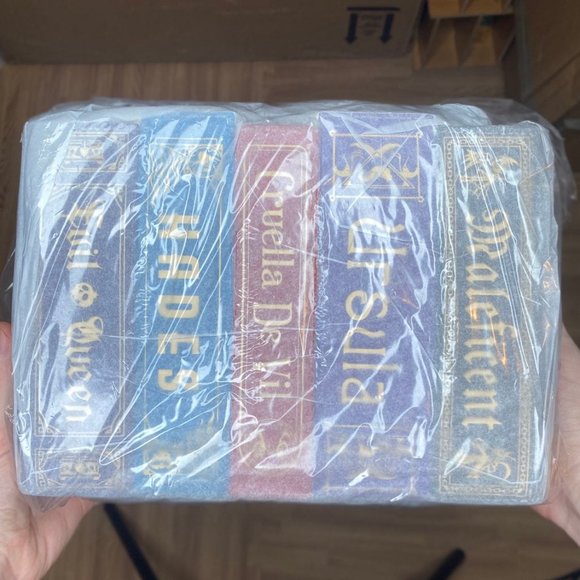 Evil Queen
HADES
Cruella De Vil
Ursula
Maleficent